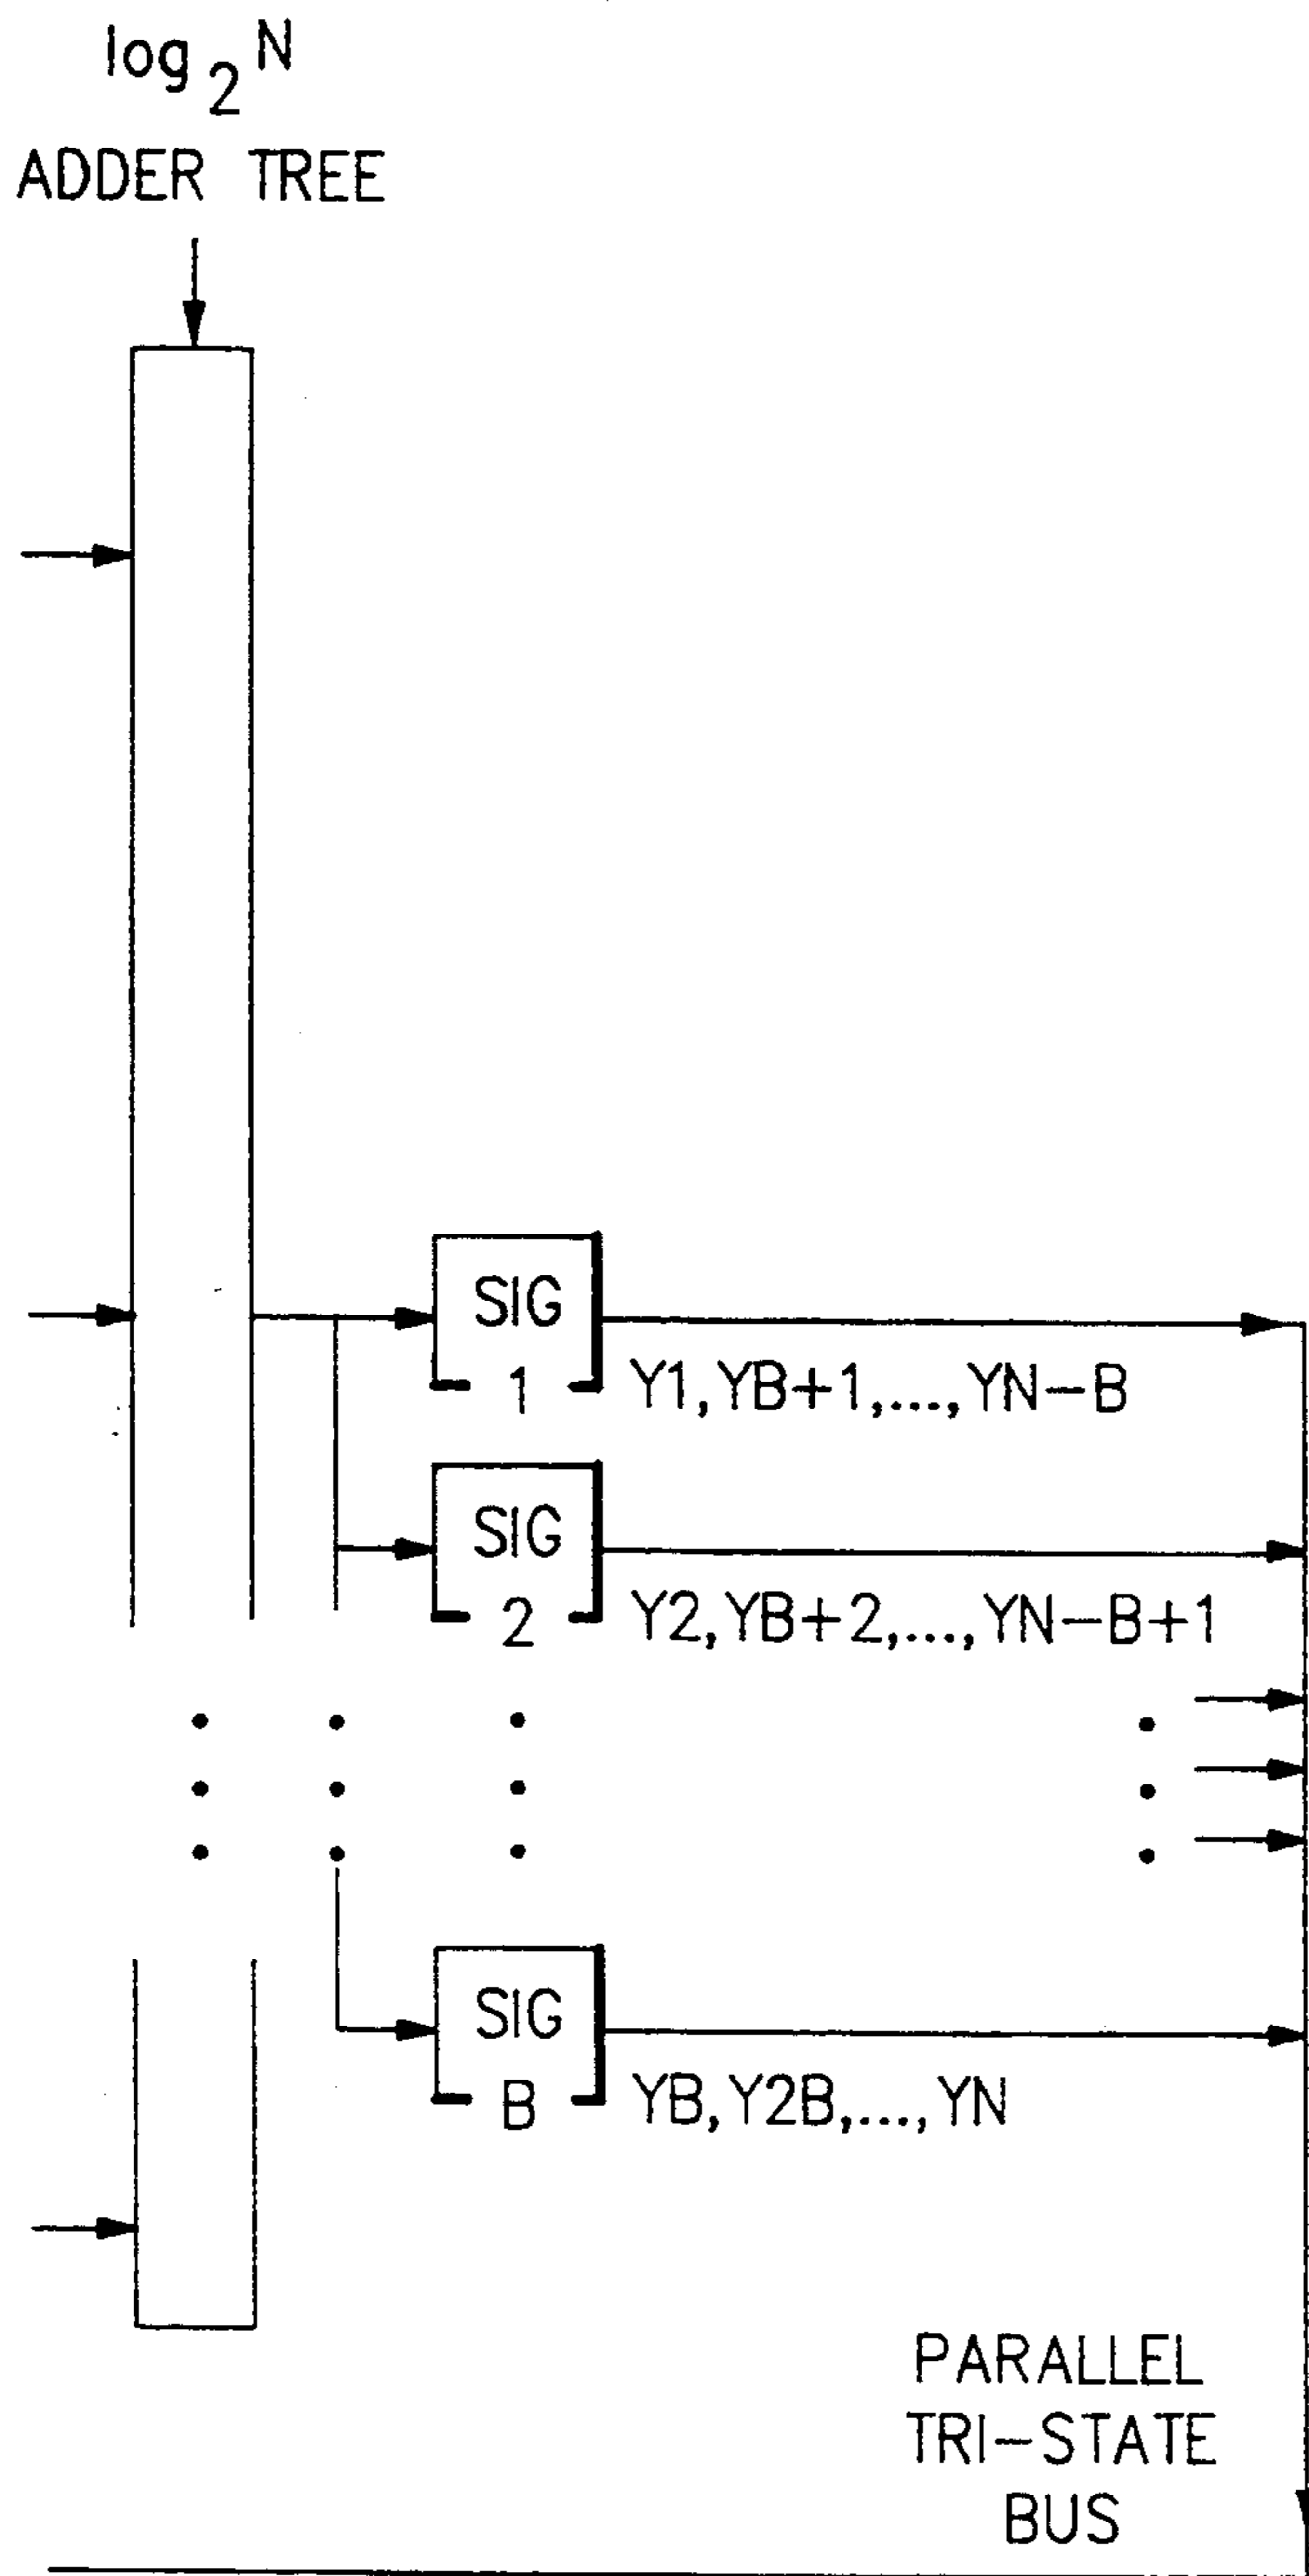 log 2 N
ADDER TREE
SIG
1
Y1,YB+1,...,YN-B
SIG
2
Y2,YB+2,...,YN-B+1
SIG
B
YB,Y2B,...,YN
PARALLEL
TRI-STATE
BUS